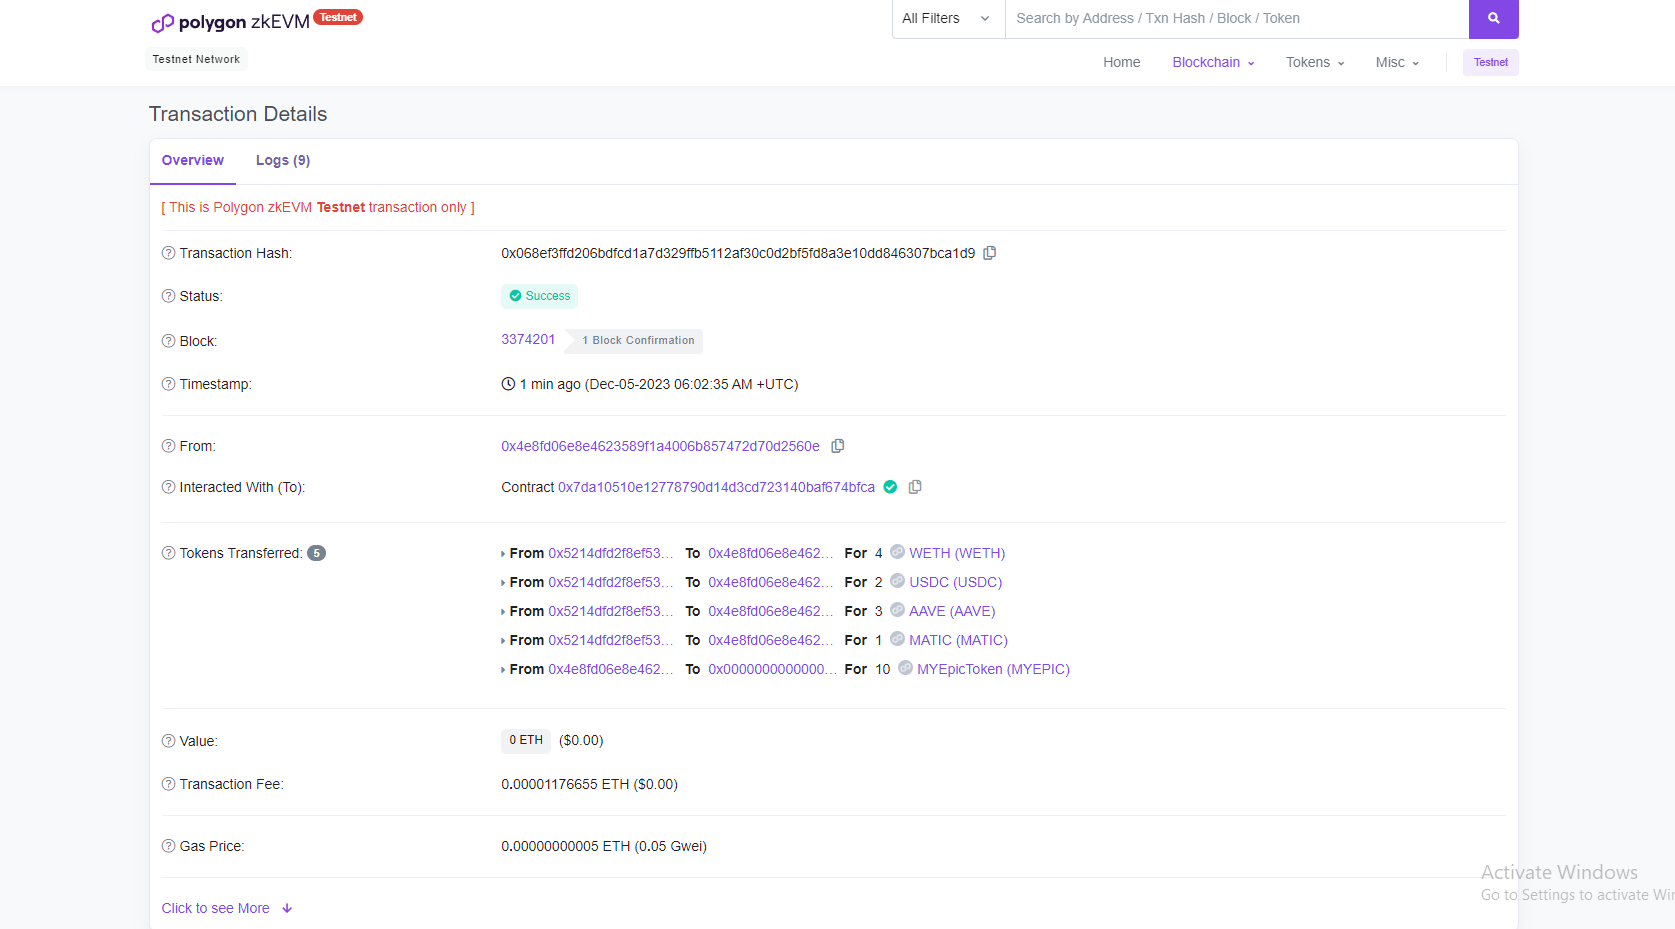 polygon zkEVM Testnet
All Filters Search by Address / Txn Hash / Block / Token
Testnet Network
Home Blockchain Tokens Misc Testnet
Transaction Details
Overview Logs (9)
[ This is Polygon zkEVM Testnet transaction only ]
Transaction Hash: 0x068ef3ffd206bdfcd1a7d329ffb5112af30c0d2bf5fd8a3e10dd846307bca1d9
Status: Success
Block: 3374201 1 Block Confirmation
Timestamp: 1 min ago (Dec-05-2023 06:02:35 AM +UTC)
From: 0x4e8fd06e8e4623589f1a4006b857472d70d2560e
Interacted With (To): Contract 0x7da10510e12778790d14d3cd723140baf674bfca
Tokens Transferred: 5 From 0x5214dfd2f8ef53... To 0x4e8fd06e8e462... For 4 WETH (WETH)
From 0x5214dfd2f8ef53... To 0x4e8fd06e8e462... For 2 USDC (USDC)
From 0x5214dfd2f8ef53... To 0x4e8fd06e8e462... For 3 AAVE (AAVE)
From 0x5214dfd2f8ef53... To 0x4e8fd06e8e462... For 1 MATIC (MATIC)
From 0x4e8fd06e8e462... To 0x0000000000000... For 10 MYEpicToken (MYEPIC)
Value: 0 ETH ($0.00)
Transaction Fee: 0.00001176655 ETH ($0.00)
Gas Price: 0.00000000005 ETH (0.05 Gwei)
Activate Windows
Go to Settings to activate Wi
Click to see More